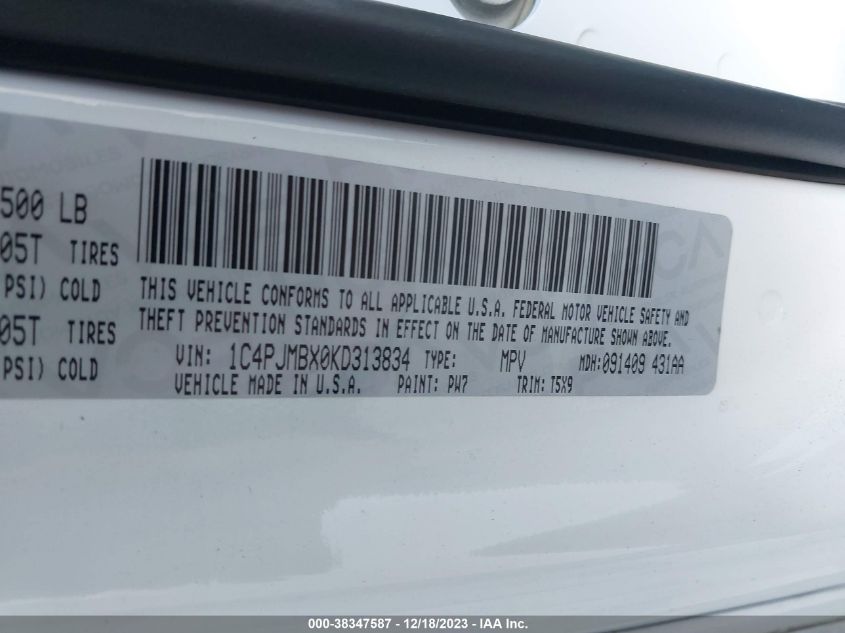 500 LB
05T TIRES
PSI) COLD
05T TIRES
PSI) COLD
THIS VEHICLE CONFORMS TO ALL APPLICABLE U.S.A. FEDERAL MOTOR VEHICLE SAFETY AND
THEFT PREVENTION STANDARDS IN EFFECT ON THE DATE OF MANUFACTURE SHOWN ABOVE.
VIN: 1C4PJMBX0KD313834 TYPE: MPV MDH:091409 431AA
VEHICLE MADE IN U.S.A. PAINT: PW7 TRIM: T5X9
000-38347587 - 12/18/2023 - IAA Inc.